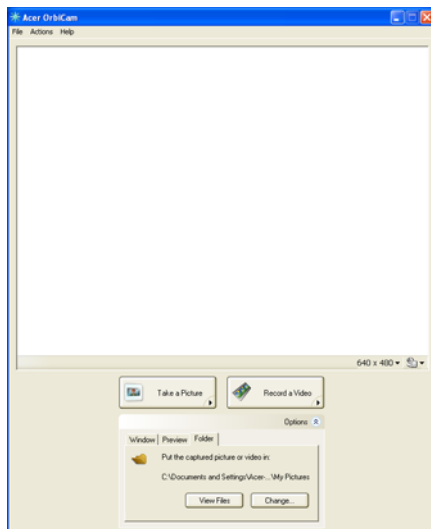 Acer OrbiCam
File Actions Help
640 x 480
Take a Picture Record a Video
Options
Window Preview Folder
Put the captured picture or video in:
C:\Documents and Settings\Acer-...\My Pictures
View Files Change...